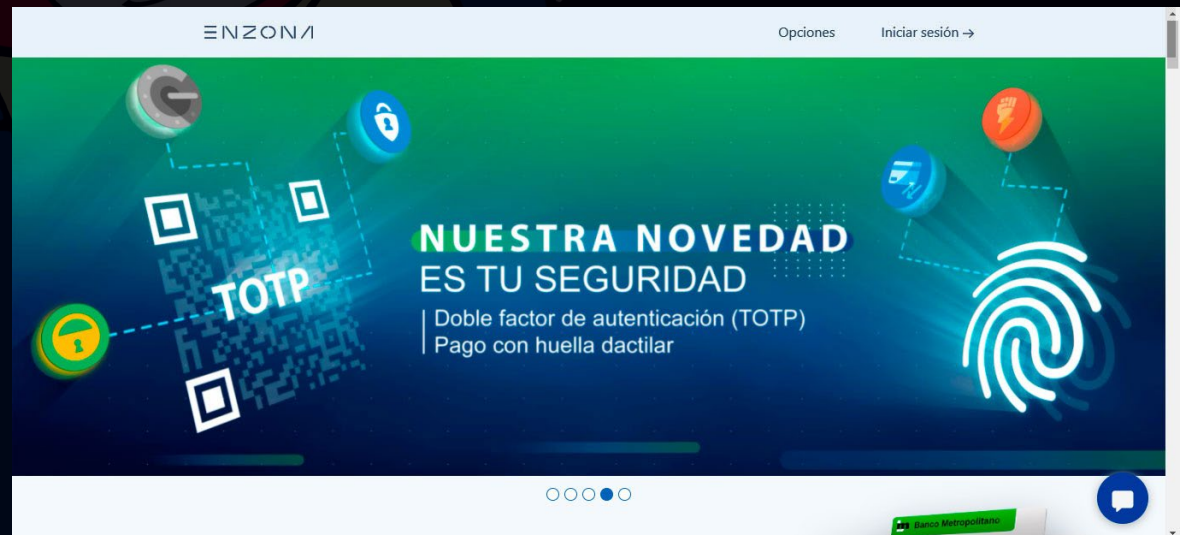 ENZONA
Opciones
Iniciar sesión →
TOTP
NUESTRA NOVEDAD
ES TU SEGURIDAD
Doble factor de autenticación (TOTP)
Pago con huella dactilar
Banco Metropolitano